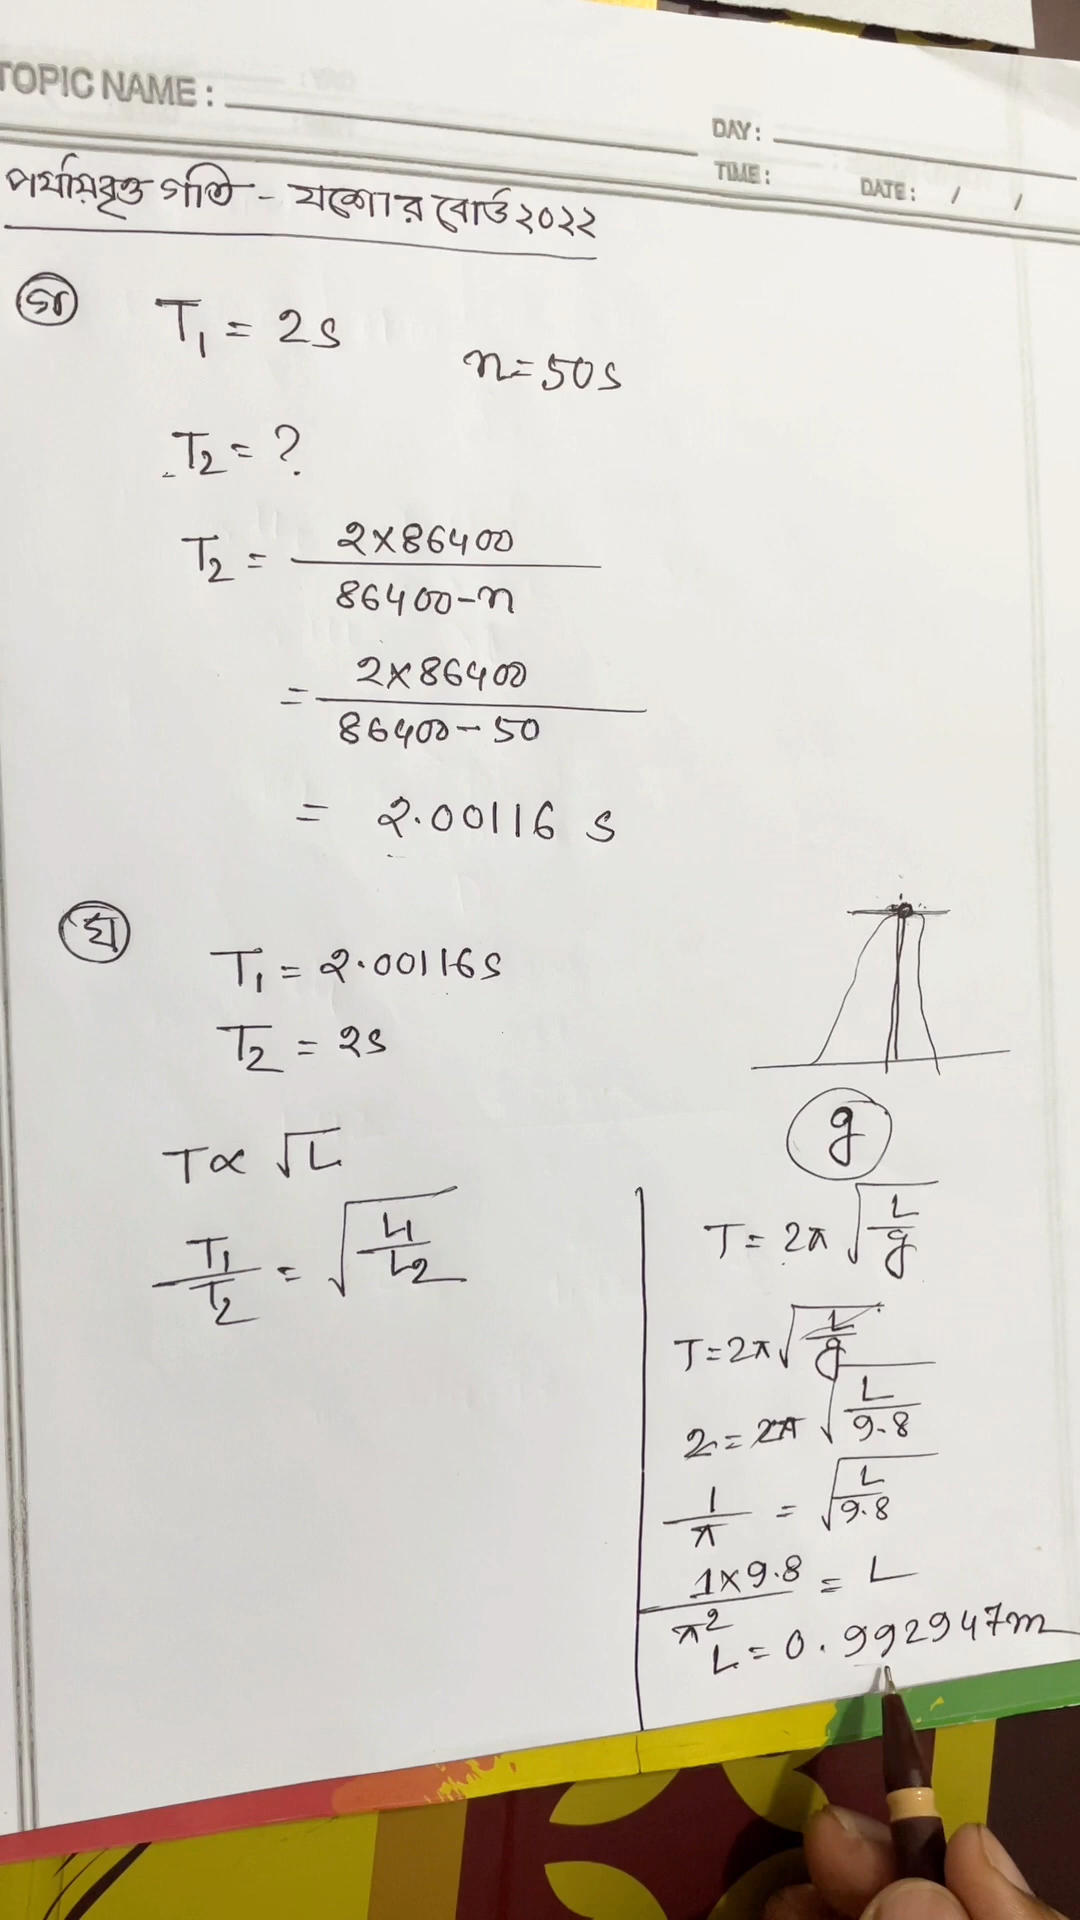 TOPIC NAME :
DAY :
TIME :
DATE : / /
পর্যায়বৃত্ত গতি - যশোর বোর্ড ২০২২
গ
T₁ = 2s
n = 50s
T₂ = ?
T₂ = 2×86400 / 86400-n
= 2×86400 / 86400-50
= 2.00116 s
ঘ
T₁ = 2.00116s
T₂ = 2s
T ∝ √L
T₁/T₂ = √(L₁/L₂)
g
T = 2π √(L/g)
T = 2π √(L/g)
2 = 2π √(L/9.8)
1/π = √(L/9.8)
1×9.8/π² = L
L = 0.992947m